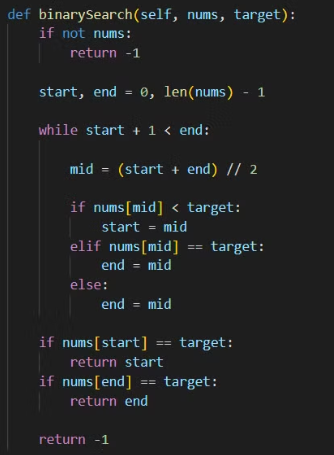 def binarySearch(self, nums, target):
    if not nums:
        return -1

    start, end = 0, len(nums) - 1

    while start + 1 < end:

        mid = (start + end) // 2

        if nums[mid] < target:
            start = mid
        elif nums[mid] == target:
            end = mid
        else:
            end = mid

    if nums[start] == target:
        return start
    if nums[end] == target:
        return end

    return -1